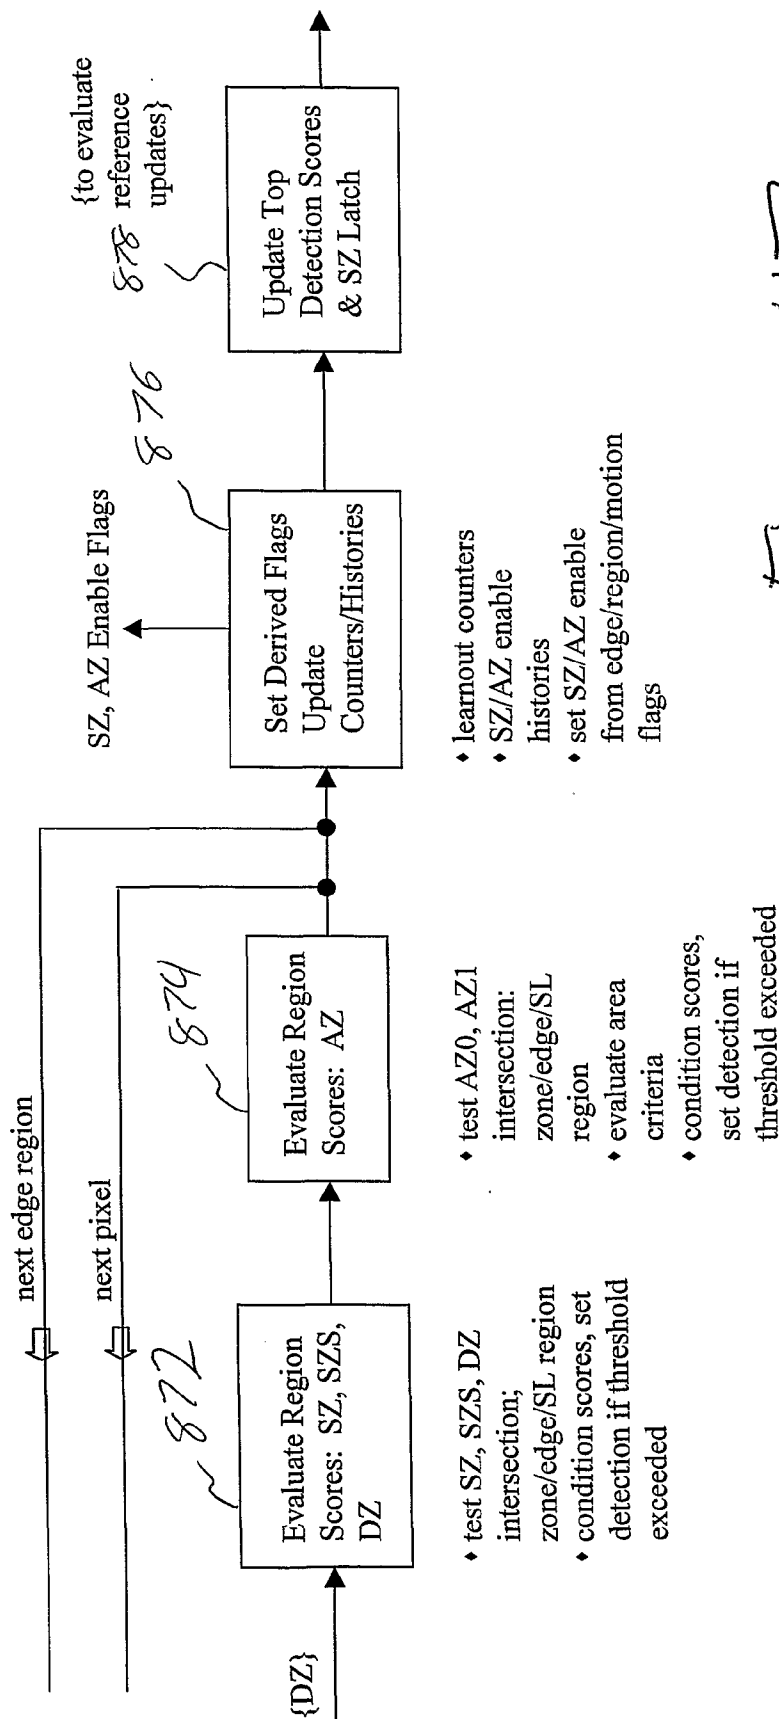 next edge region
next pixel
{DZ}
872
Evaluate Region
Scores: SZ, SZS,
DZ
♦ test SZ, SZS, DZ
intersection;
zone/edge/SL region
♦ condition scores, set
detection if threshold
exceeded
874
Evaluate Region
Scores: AZ
♦ test AZ0, AZ1
intersection:
zone/edge/SL
region
♦ evaluate area
criteria
♦ condition scores,
set detection if
threshold exceeded
SZ, AZ Enable Flags
876
Set Derived Flags
Update
Counters/Histories
♦ learnout counters
♦ SZ/AZ enable
histories
♦ set SZ/AZ enable
from edge/region/motion
flags
{to evaluate
reference
updates}
878
Update Top
Detection Scores
& SZ Latch